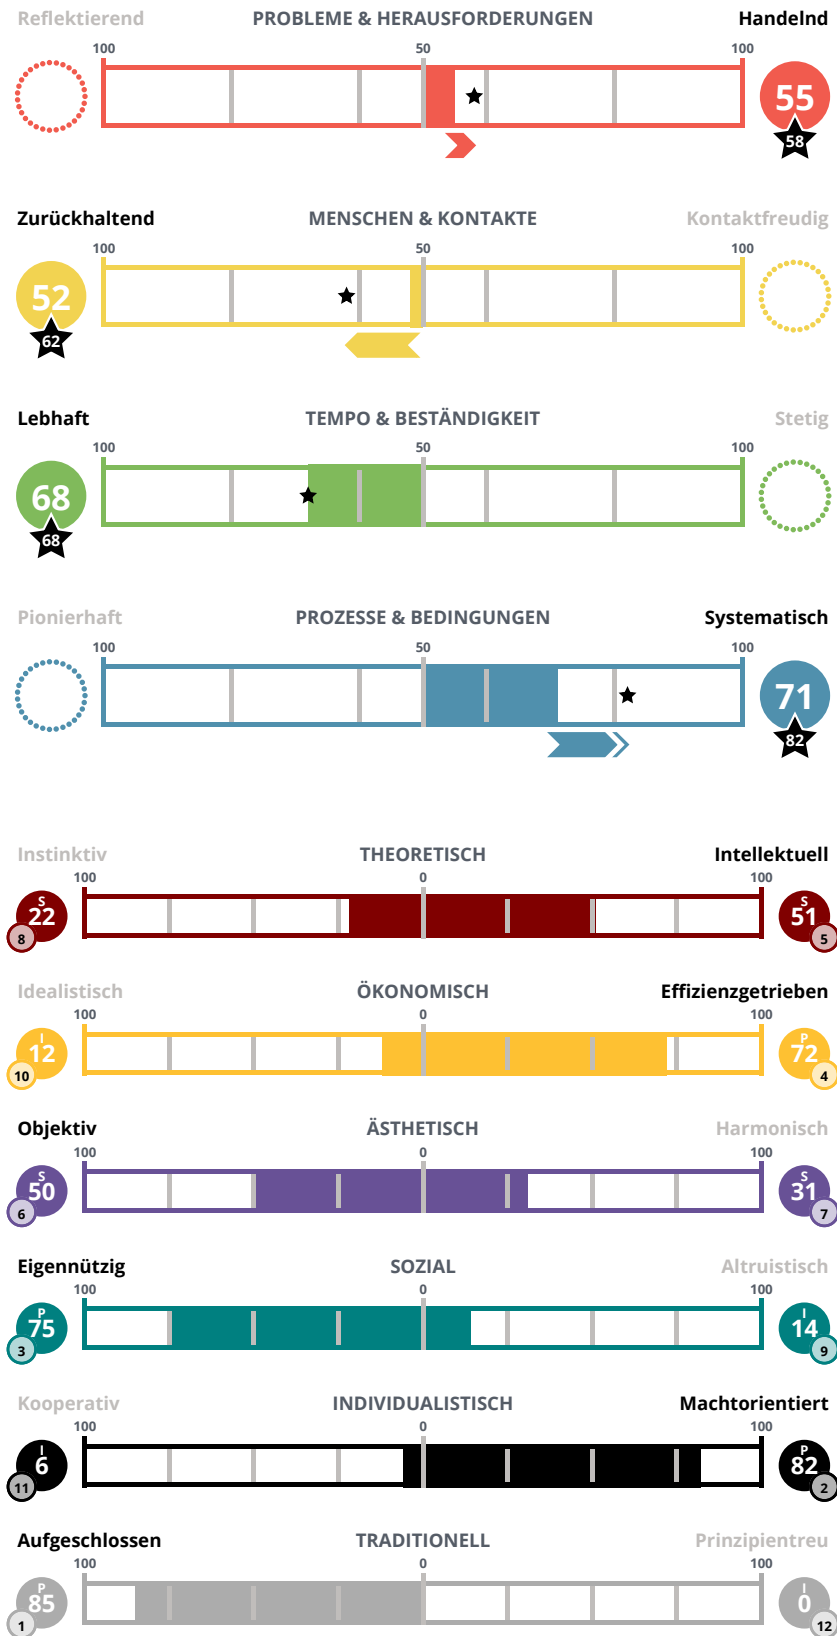 Reflektierend PROBLEME & HERAUSFORDERUNGEN Handelnd
100 50 100
55
58
Zurückhaltend MENSCHEN & KONTAKTE Kontaktfreudig
100 50 100
52
62
Lebhaft TEMPO & BESTÄNDIGKEIT Stetig
100 50 100
68
68
Pionierhaft PROZESSE & BEDINGUNGEN Systematisch
100 50 100
71
82
Instinktiv THEORETISCH Intellektuell
100 0 100
S S
22 51
8 5
Idealistisch ÖKONOMISCH Effizienzgetrieben
100 0 100
I P
12 72
10 4
Objektiv ÄSTHETISCH Harmonisch
100 0 100
S S
50 31
6 7
Eigennützig SOZIAL Altruistisch
100 0 100
P I
75 14
3 9
Kooperativ INDIVIDUALISTISCH Machtorientiert
100 0 100
I P
6 82
11 2
Aufgeschlossen TRADITIONELL Prinzipientreu
100 0 100
P I
85 0
1 12